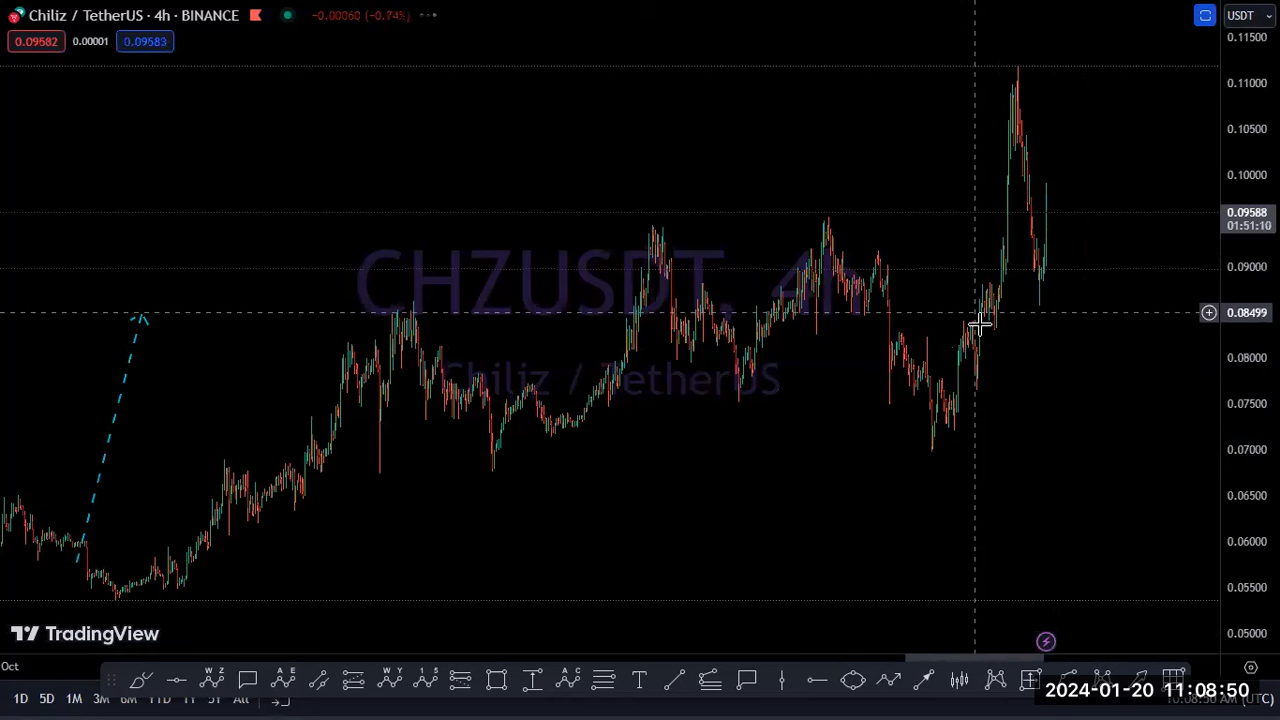 Chiliz / TetherUS · 4h · BINANCE −0.00060 (−0.74%)
USDT
0.09582 0.00001 0.09583
0.11500
0.11000
0.10500
0.10000
0.09588
01:51:10
0.09000
0.08499
0.08000
0.07500
0.07000
0.06500
0.06000
0.05500
0.05000
CHZUSDT, 4h
Chiliz / TetherUS
TradingView
Oct
W Z
A E
W Y
1 5
A C
1D 5D 1M 3M 6M YTD 1Y 5Y All
2024-01-20 11:08:50